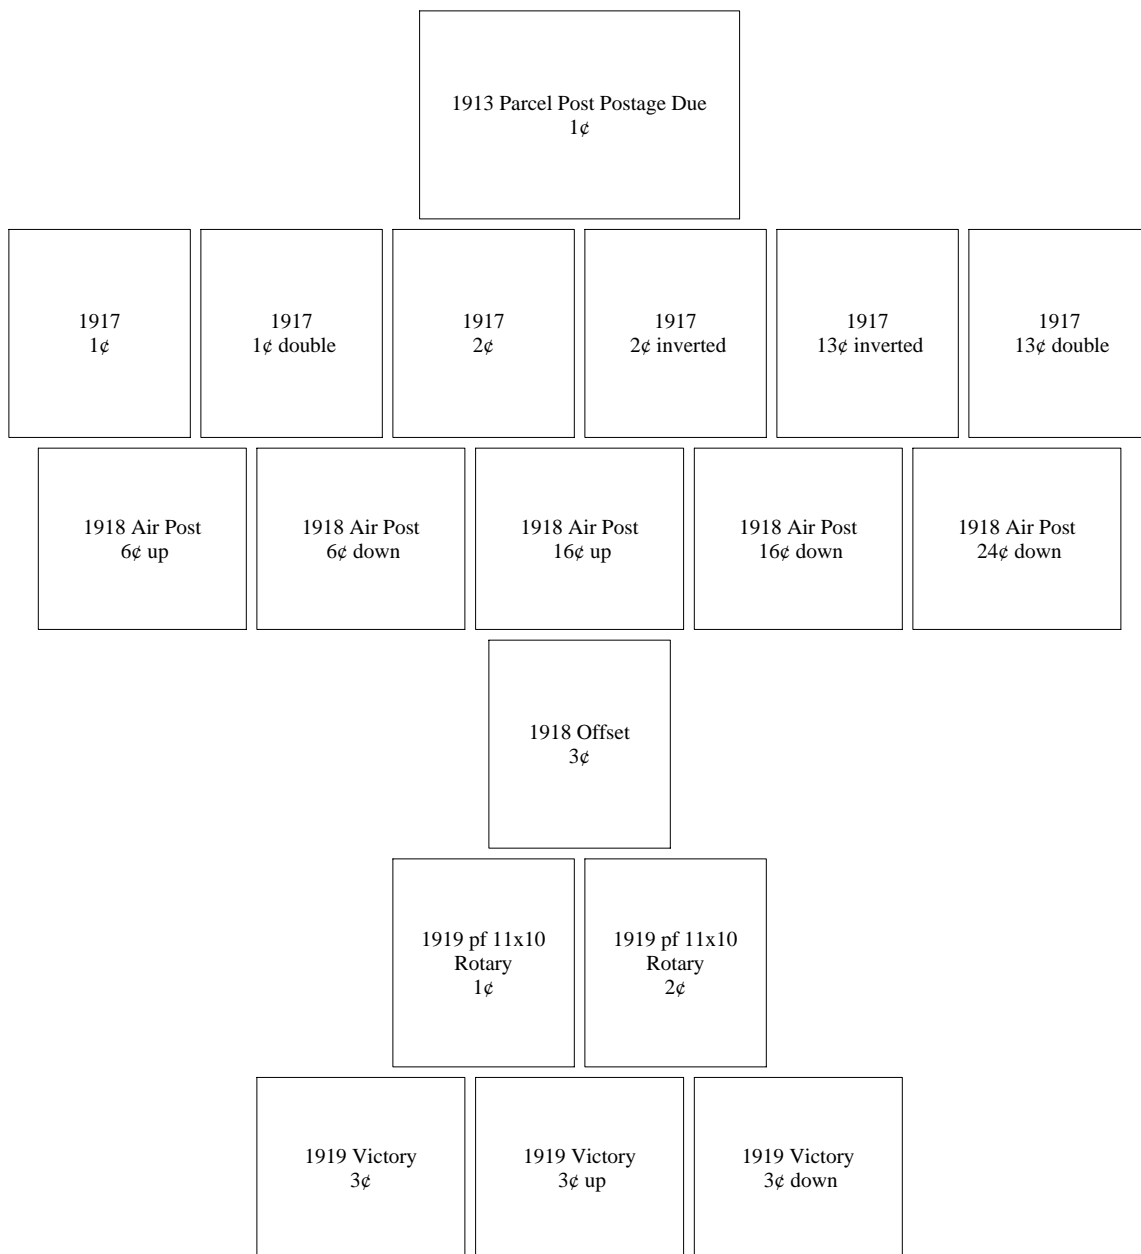 1913 Parcel Post Postage Due
1¢
1917
1¢
1917
1¢ double
1917
2¢
1917
2¢ inverted
1917
13¢ inverted
1917
13¢ double
1918 Air Post
6¢ up
1918 Air Post
6¢ down
1918 Air Post
16¢ up
1918 Air Post
16¢ down
1918 Air Post
24¢ down
1918 Offset
3¢
1919 pf 11x10
Rotary
1¢
1919 pf 11x10
Rotary
2¢
1919 Victory
3¢
1919 Victory
3¢ up
1919 Victory
3¢ down